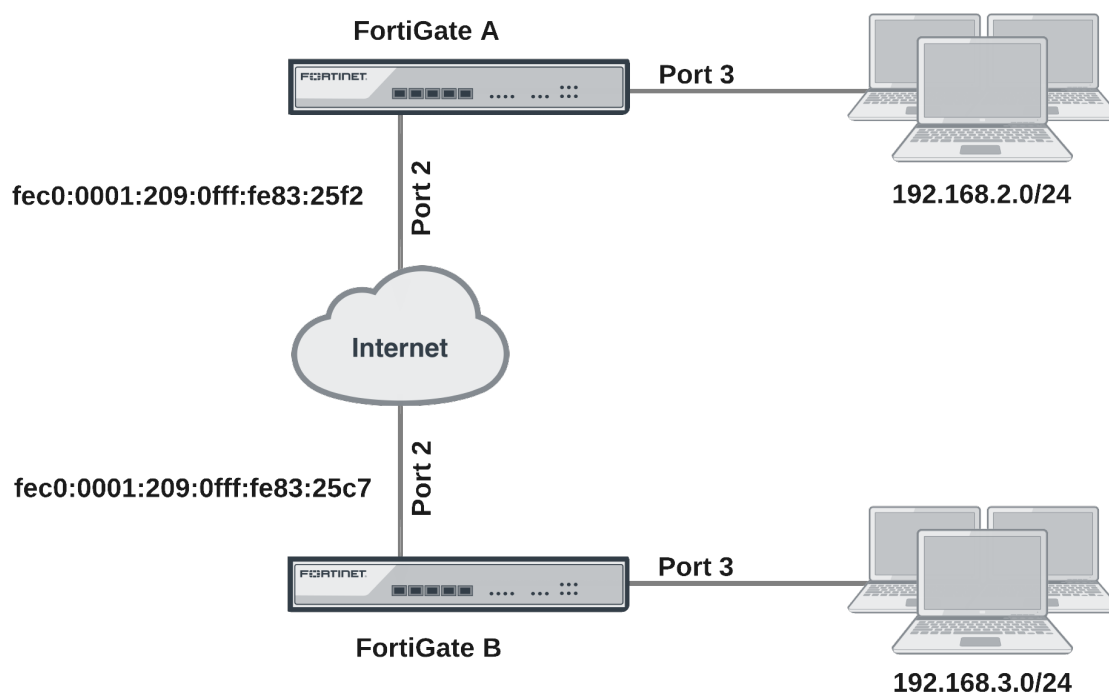 FortiGate A
FORTINET
Port 3
Port 2
fec0:0001:209:0fff:fe83:25f2
192.168.2.0/24
Internet
Port 2
fec0:0001:209:0fff:fe83:25c7
Port 3
FORTINET
FortiGate B
192.168.3.0/24